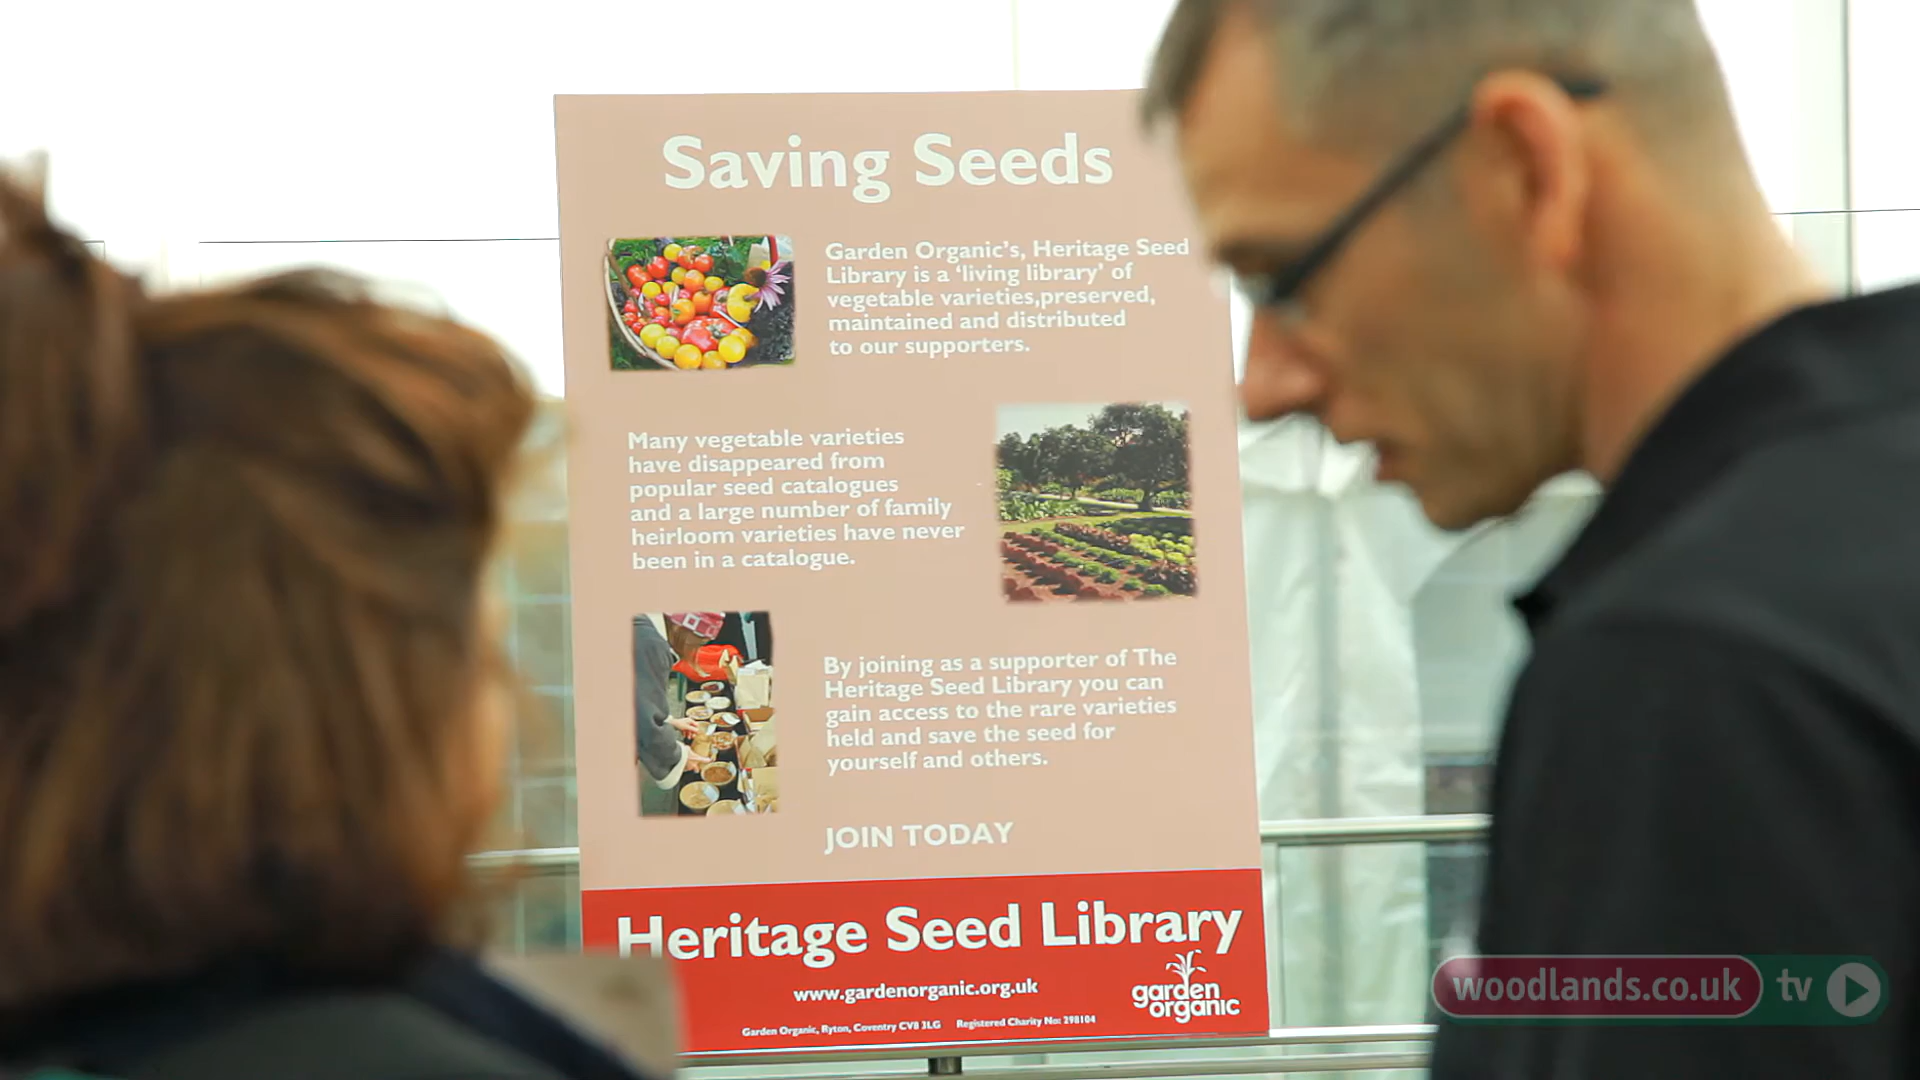 Saving Seeds
Garden Organic's, Heritage Seed
Library is a 'living library' of
vegetable varieties,preserved,
maintained and distributed
to our supporters.
Many vegetable varieties
have disappeared from
popular seed catalogues
and a large number of family
heirloom varieties have never
been in a catalogue.
By joining as a supporter of The
Heritage Seed Library you can
gain access to the rare varieties
held and save the seed for
yourself and others.
JOIN TODAY
Heritage Seed Library
www.gardenorganic.org.uk
garden
organic
Garden Organic, Ryton, Coventry CV8 3LG Registered Charity No: 298104
woodlands.co.uk tv